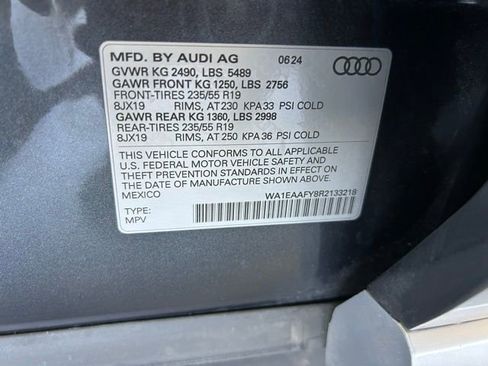 MFD. BY AUDI AG 06 24
GVWR KG 2490, LBS 5489
GAWR FRONT KG 1250, LBS 2756
FRONT-TIRES 235/55 R19
8JX19 RIMS, AT 230 KPA 33 PSI COLD
GAWR REAR KG 1360, LBS 2998
REAR-TIRES 235/55 R19
8JX19 RIMS, AT 250 KPA 36 PSI COLD
THIS VEHICLE CONFORMS TO ALL APPLICABLE
U.S. FEDERAL MOTOR VEHICLE SAFETY AND
THEFT PREVENTION STANDARDS IN EFFECT
ON THE DATE OF MANUFACTURE SHOWN ABOVE.
MEXICO WA1EAAFY8R2133218
TYPE:
MPV